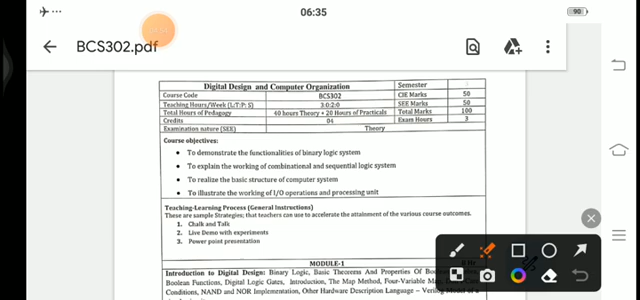 06:35
90
BCS302.pdf
Digital Design and Computer Organization Semester
Course Code BCS302 CIE Marks 50
Teaching Hours/Week (L:T:P: S) 3:0:2:0 SEE Marks 50
Total Hours of Pedagogy 40 hours Theory + 20 Hours of Practicals Total Marks 100
Credits 04 Exam Hours 3
Examination nature (SEE) Theory
Course objectives:
• To demonstrate the functionalities of binary logic system
• To explain the working of combinational and sequential logic system
• To realize the basic structure of computer system
• To illustrate the working of I/O operations and processing unit
Teaching-Learning Process (General Instructions)
These are sample Strategies; that teachers can use to accelerate the attainment of the various course outcomes.
1. Chalk and Talk
2. Live Demo with experiments
3. Power point presentation
MODULE-1
Introduction to Digital Design: Binary Logic, Basic Theorems And Properties Of
Boolean Functions, Digital Logic Gates, Introduction, The Map Method, Four-Variable
Conditions, NAND and NOR Implementation, Other Hardware Description Language –